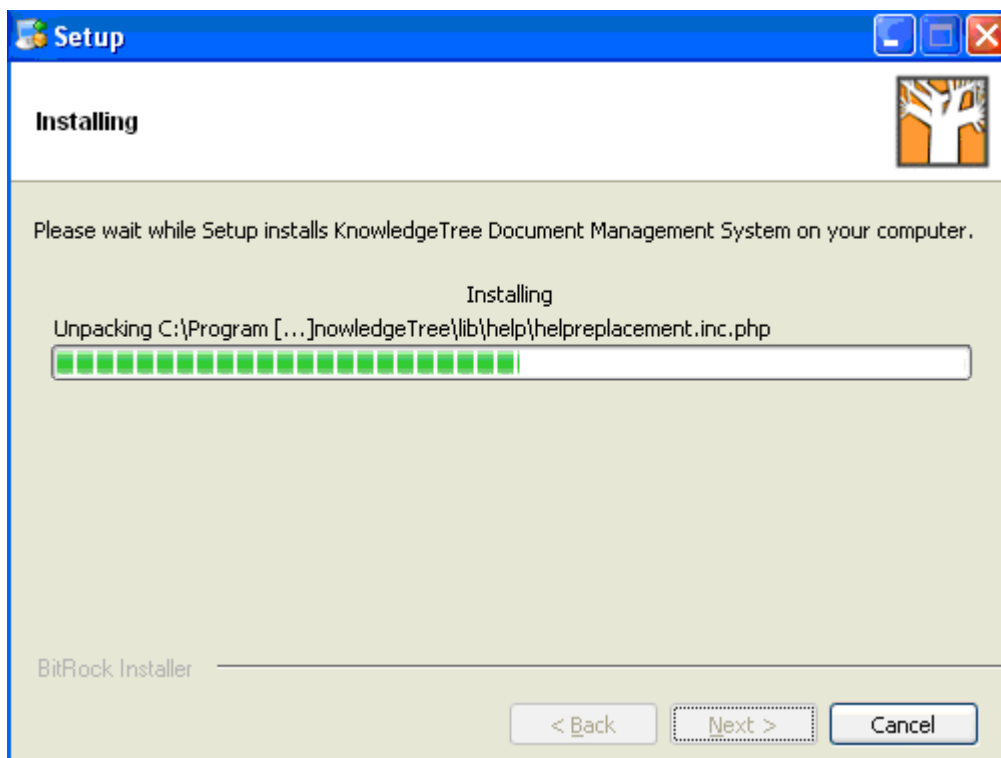 Setup
Installing
Please wait while Setup installs KnowledgeTree Document Management System on your computer.
Installing
Unpacking C:\Program [...]nowledgeTree\lib\help\helpreplacement.inc.php
BitRock Installer
< Back Next > Cancel